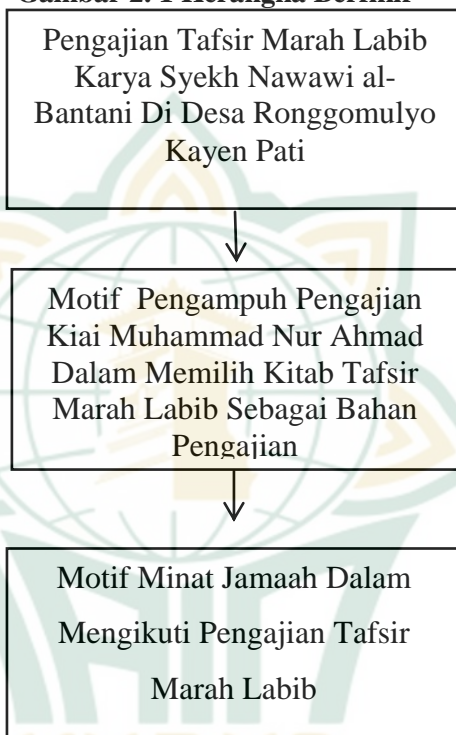 Gambar 2. 1 Kerangka Berfikir
Pengajian Tafsir Marah Labib
Karya Syekh Nawawi al-
Bantani Di Desa Ronggomulyo
Kayen Pati
Motif Pengampuh Pengajian
Kiai Muhammad Nur Ahmad
Dalam Memilih Kitab Tafsir
Marah Labib Sebagai Bahan
Pengajian
Motif Minat Jamaah Dalam
Mengikuti Pengajian Tafsir
Marah Labib